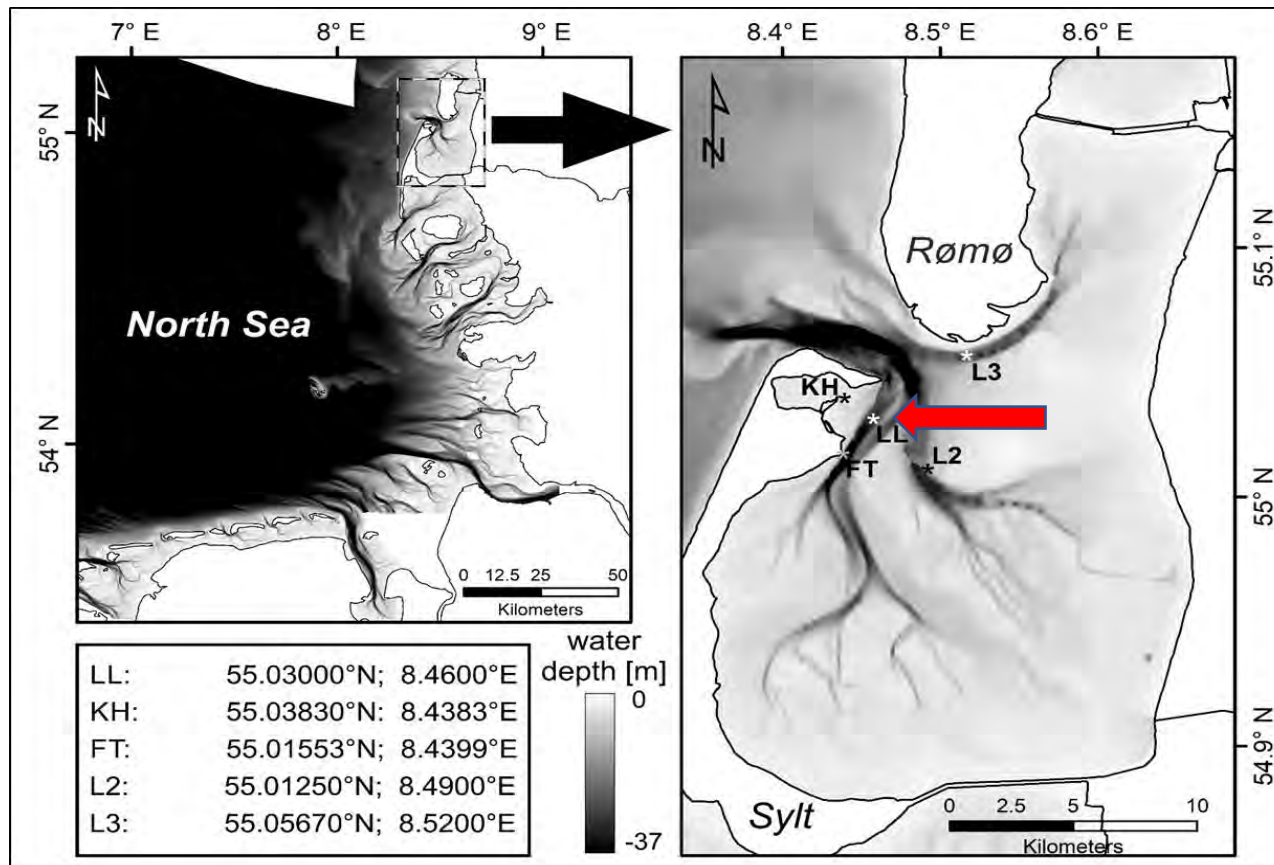 7° E 8° E 9° E
55° N
54° N
N
North Sea
0 12.5 25 50
Kilometers
8.4° E 8.5° E 8.6° E
55.1° N
55° N
54.9° N
N
Rømø
L3
KH
LL
L2
FT
Sylt
0 2.5 5 10
Kilometers
LL: 55.03000°N; 8.4600°E
KH: 55.03830°N: 8.4383°E
FT: 55.01553°N; 8.4399°E
L2: 55.01250°N; 8.4900°E
L3: 55.05670°N; 8.5200°E
water
depth [m]
0
-37